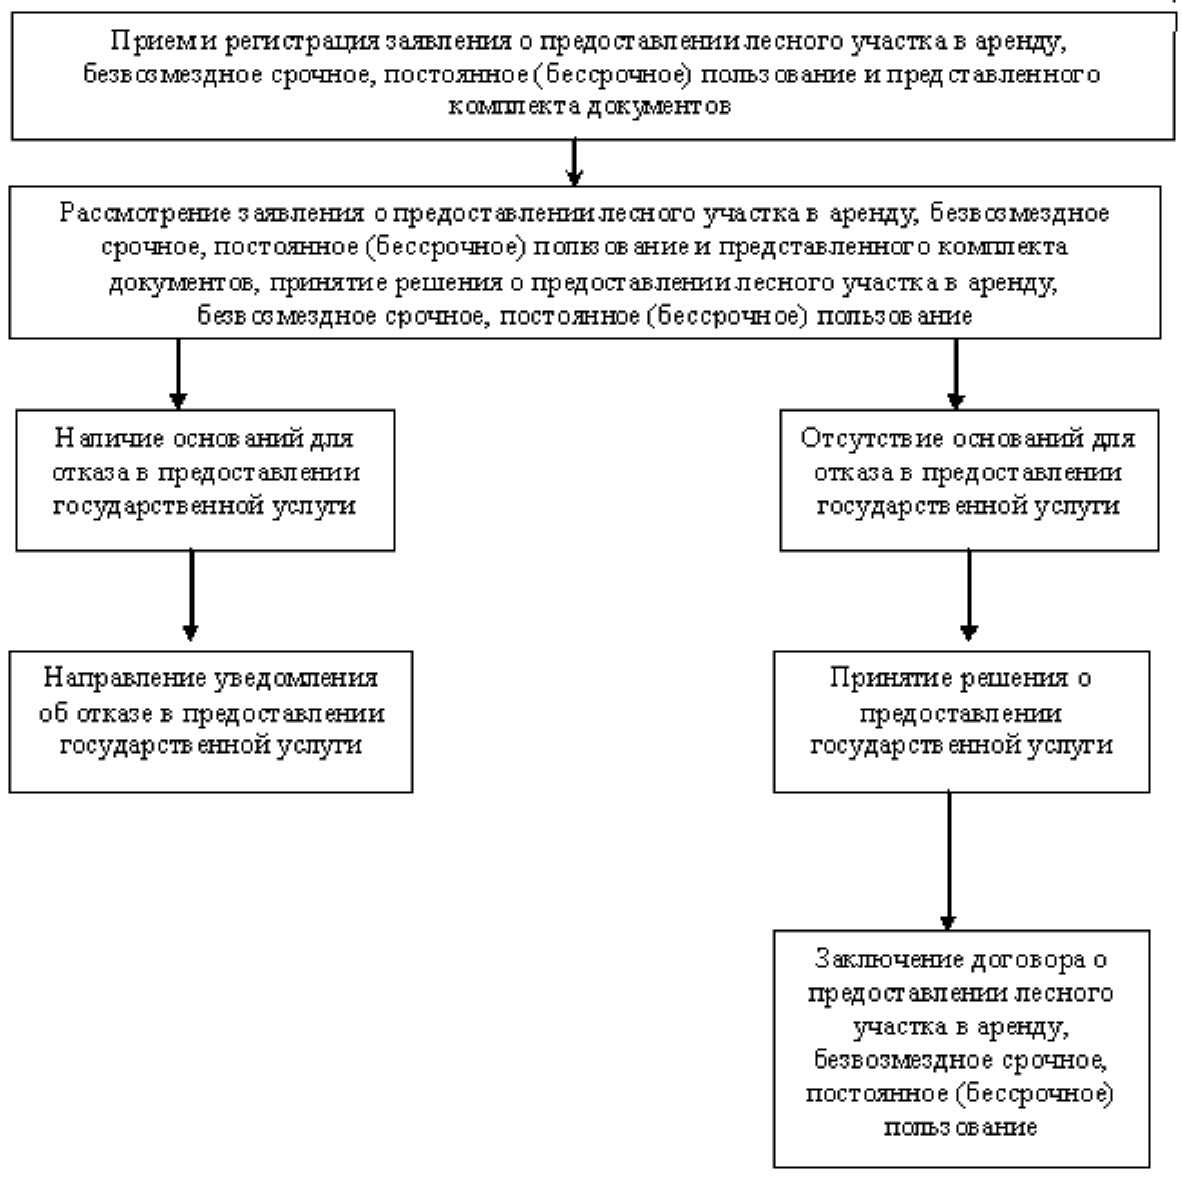 Прием и регистрация заявления о предоставлении лесного участка в аренду,
безвозмездное срочное, постоянное (бессрочное) пользование и представленного
комплекта документов
Рассмотрение заявления о предоставлении лесного участка в аренду, безвозмездное
срочное, постоянное (бессрочное) пользование и представленного комплекта
документов, принятие решения о предоставлении лесного участка в аренду,
безвозмездное срочное, постоянное (бессрочное) пользование
Наличие оснований для
отказа в предоставлении
государственной услуги
Отсутствие оснований для
отказа в предоставлении
государственной услуги
Направление уведомления
об отказе в предоставлении
государственной услуги
Принятие решения о
предоставлении
государственной услуги
Заключение договора о
предоставлении лесного
участка в аренду,
безвозмездное срочное,
постоянное (бессрочное)
пользование